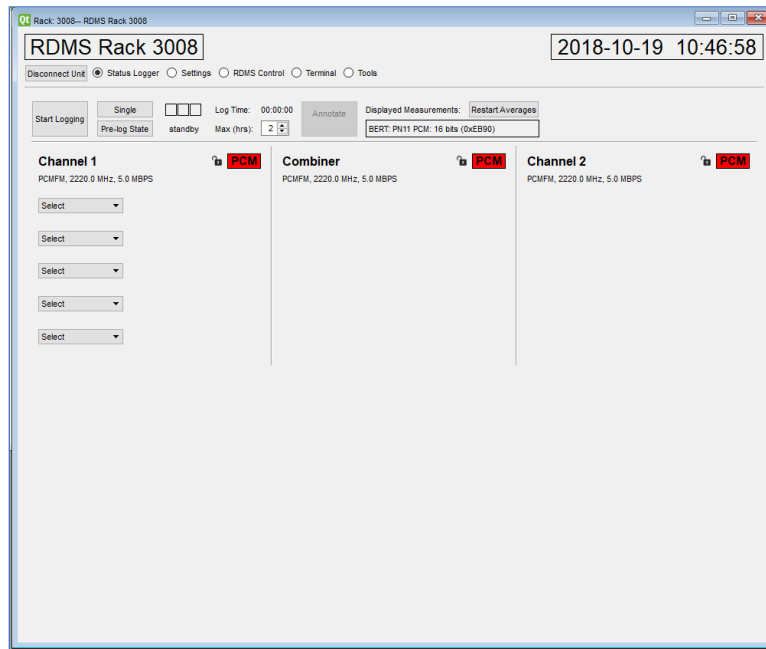 Qt Rack: 3008-- RDMS Rack 3008
RDMS Rack 3008 2018-10-19 10:46:58
Disconnect Unit Status Logger Settings RDMS Control Terminal Tools
Start Logging Single Log Time: 00:00:00 Annotate Displayed Measurements: Restart Averages
Pre-log State standby Max (hrs): 2 BERT: PN11 PCM: 16 bits (0xEB90)
Channel 1 PCM Combiner PCM Channel 2 PCM
PCMFM, 2220.0 MHz, 5.0 MBPS PCMFM, 2220.0 MHz, 5.0 MBPS PCMFM, 2220.0 MHz, 5.0 MBPS
Select
Select
Select
Select
Select